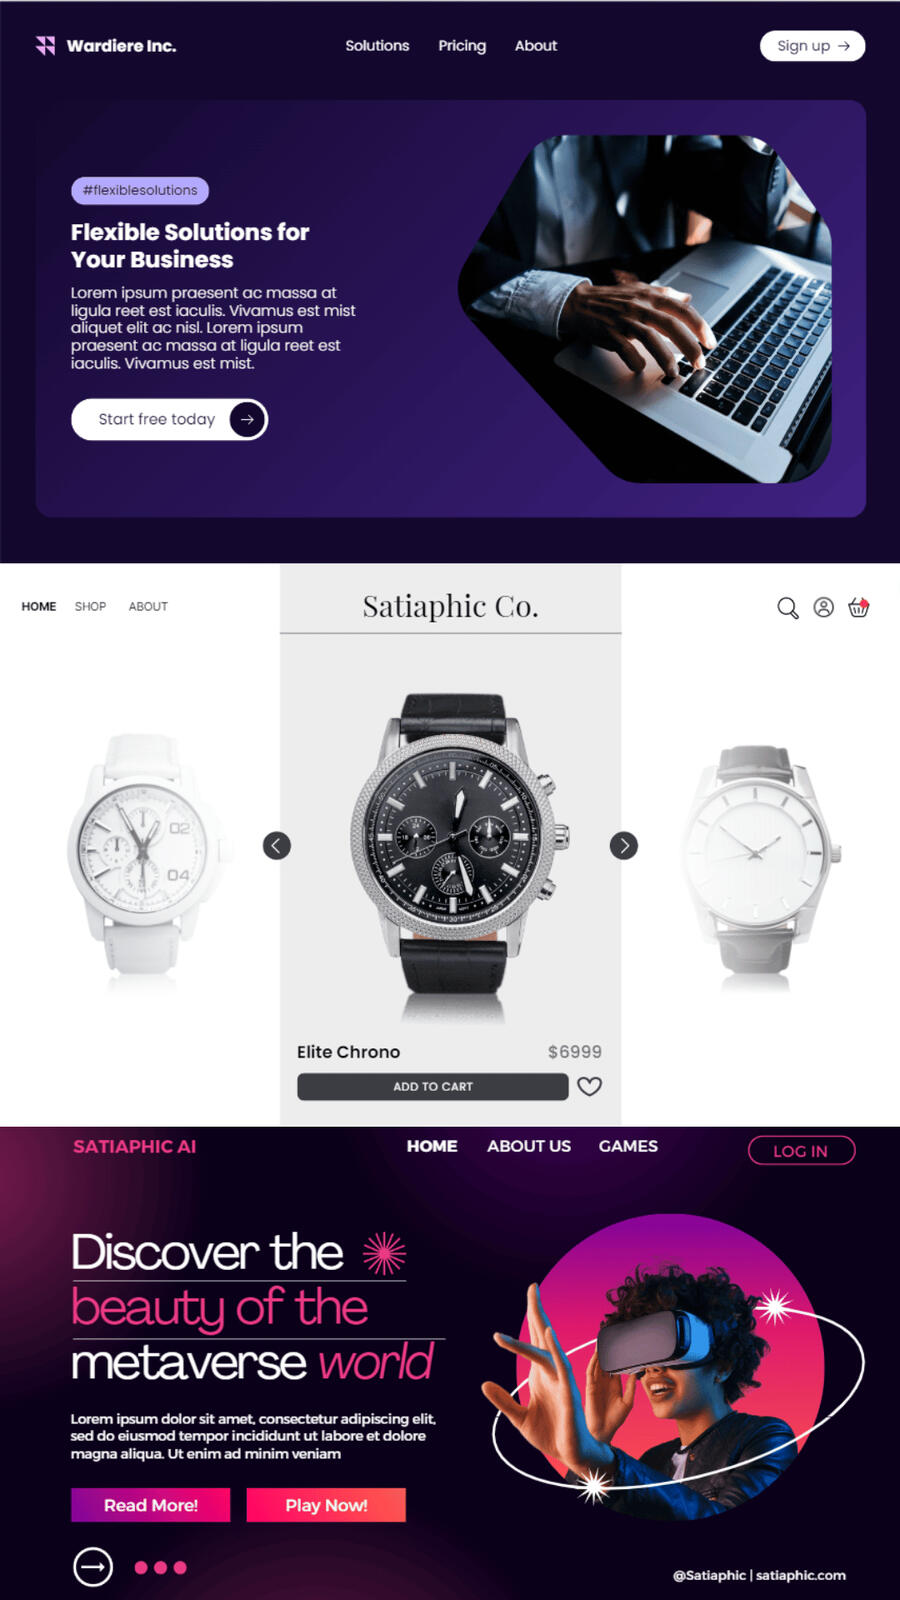 Wardiere Inc.
Solutions Pricing About
Sign up →
#flexiblesolutions
Flexible Solutions for
Your Business
Lorem ipsum praesent ac massa at
ligula reet est iaculis. Vivamus est mist
aliquet elit ac nisl. Lorem ipsum
praesent ac massa at ligula reet est
iaculis. Vivamus est mist.
Start free today →
HOME SHOP ABOUT
Satiaphic Co.
02
04
Elite Chrono $6999
ADD TO CART
SATIAPHIC AI
HOME ABOUT US GAMES
LOG IN
Discover the
beauty of the
metaverse world
Lorem ipsum dolor sit amet, consectetur adipiscing elit,
sed do eiusmod tempor incididunt ut labore et dolore
magna aliqua. Ut enim ad minim veniam
Read More! Play Now!
@Satiaphic | satiaphic.com